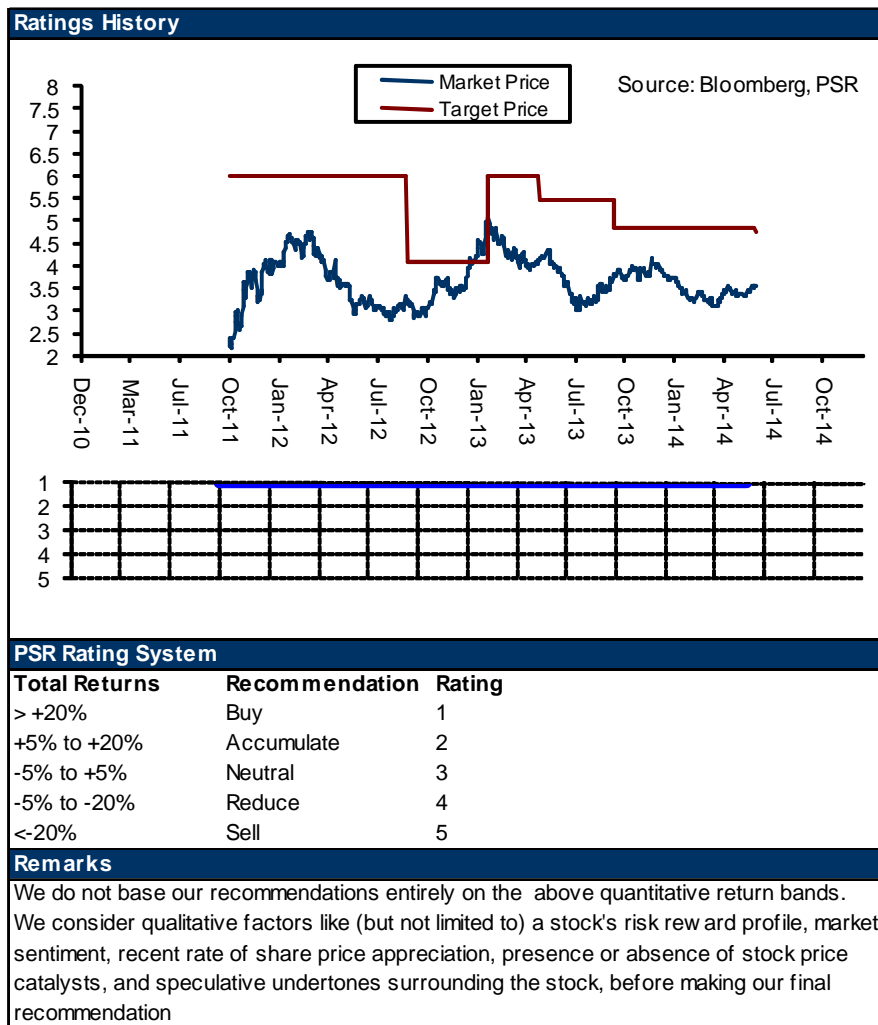 Ratings History
Market Price
Target Price
Source: Bloomberg, PSR
8
7.5
7
6.5
6
5.5
5
4.5
4
3.5
3
2.5
2
Dec-10
Mar-11
Jul-11
Oct-11
Jan-12
Apr-12
Jul-12
Oct-12
Jan-13
Apr-13
Jul-13
Oct-13
Jan-14
Apr-14
Jul-14
Oct-14
1
2
3
4
5
PSR Rating System
Total Returns Recommendation Rating
> +20% Buy 1
+5% to +20% Accumulate 2
-5% to +5% Neutral 3
-5% to -20% Reduce 4
<-20% Sell 5
Remarks
We do not base our recommendations entirely on the above quantitative return bands.
We consider qualitative factors like (but not limited to) a stock's risk reward profile, market
sentiment, recent rate of share price appreciation, presence or absence of stock price
catalysts, and speculative undertones surrounding the stock, before making our final
recommendation